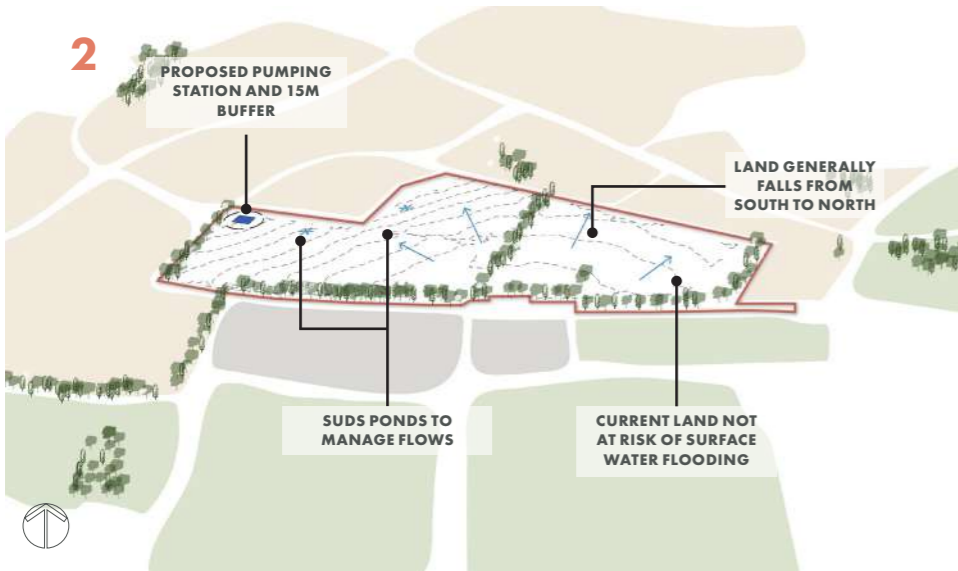 2
PROPOSED PUMPING
STATION AND 15M
BUFFER
LAND GENERALLY
FALLS FROM
SOUTH TO NORTH
SUDS PONDS TO
MANAGE FLOWS
CURRENT LAND NOT
AT RISK OF SURFACE
WATER FLOODING